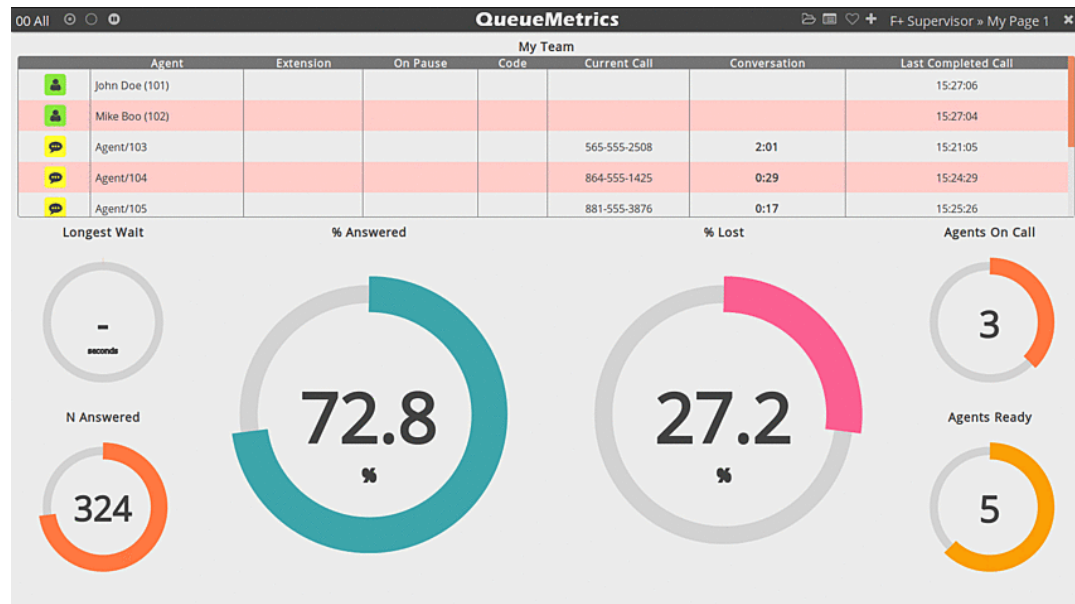 00 All QueueMetrics F+ Supervisor » My Page 1
My Team
Agent Extension On Pause Code Current Call Conversation Last Completed Call
John Doe (101) 15:27:06
Mike Boo (102) 15:27:04
Agent/103 565-555-2508 2:01 15:21:05
Agent/104 864-555-1425 0:29 15:24:29
Agent/105 881-555-3876 0:17 15:25:26
Longest Wait % Answered % Lost Agents On Call
-
seconds
3
N Answered
72.8
%
27.2
%
Agents Ready
324
5